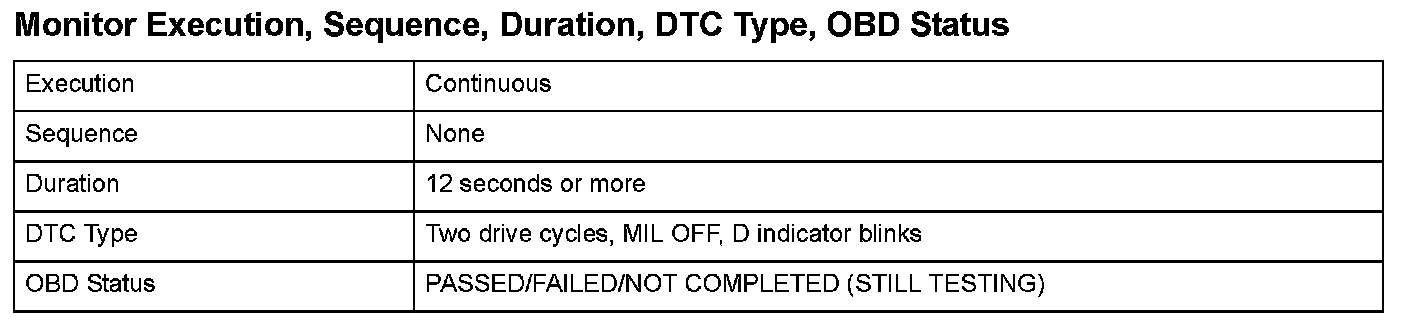 Monitor Execution, Sequence, Duration, DTC Type, OBD Status
Execution Continuous
Sequence None
Duration 12 seconds or more
DTC Type Two drive cycles, MIL OFF, D indicator blinks
OBD Status PASSED/FAILED/NOT COMPLETED (STILL TESTING)